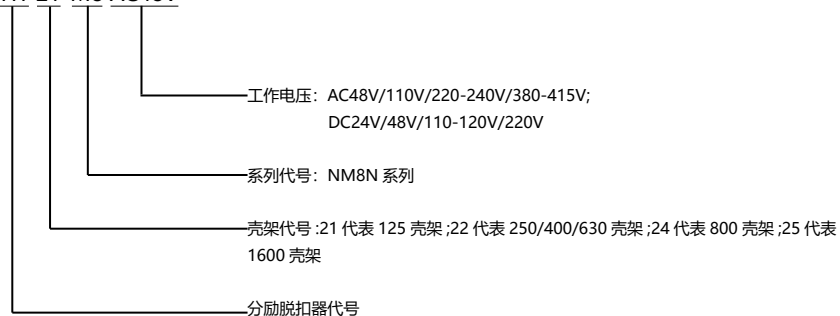 工作电压：AC48V/110V/220-240V/380-415V;
DC24V/48V/110-120V/220V
系列代号：NM8N 系列
壳架代号 :21 代表 125 壳架 ;22 代表 250/400/630 壳架 ;24 代表 800 壳架 ;25 代表
1600 壳架
分励脱扣器代号